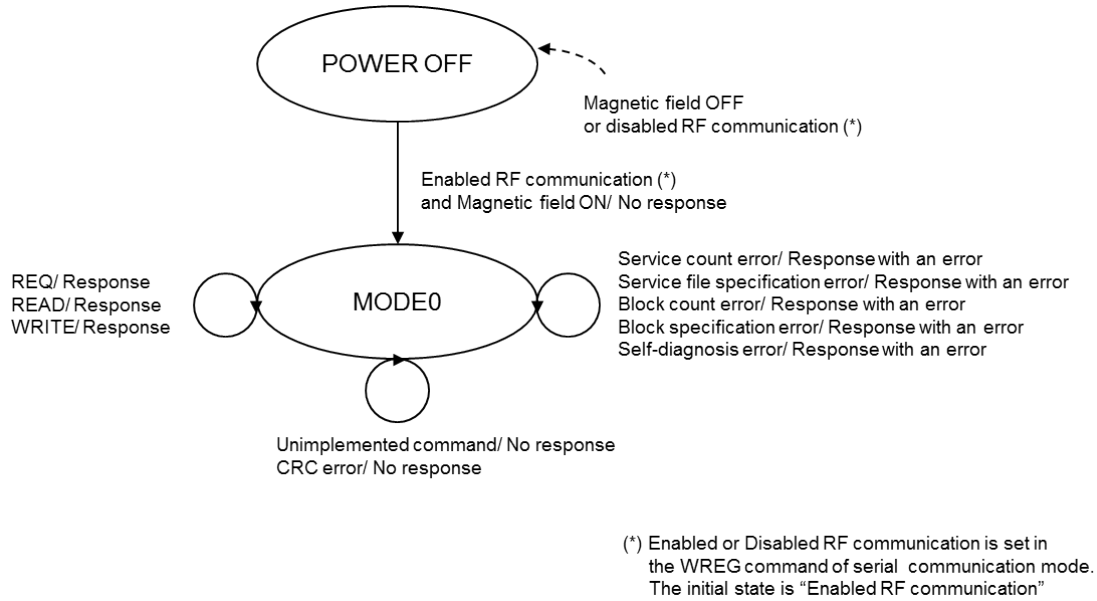 POWER OFF
Magnetic field OFF
or disabled RF communication (*)
Enabled RF communication (*)
and Magnetic field ON/ No response
REQ/ Response
READ/ Response
WRITE/ Response
MODE0
Service count error/ Response with an error
Service file specification error/ Response with an error
Block count error/ Response with an error
Block specification error/ Response with an error
Self-diagnosis error/ Response with an error
Unimplemented command/ No response
CRC error/ No response
(*) Enabled or Disabled RF communication is set in
the WREG command of serial communication mode.
The initial state is “Enabled RF communication”